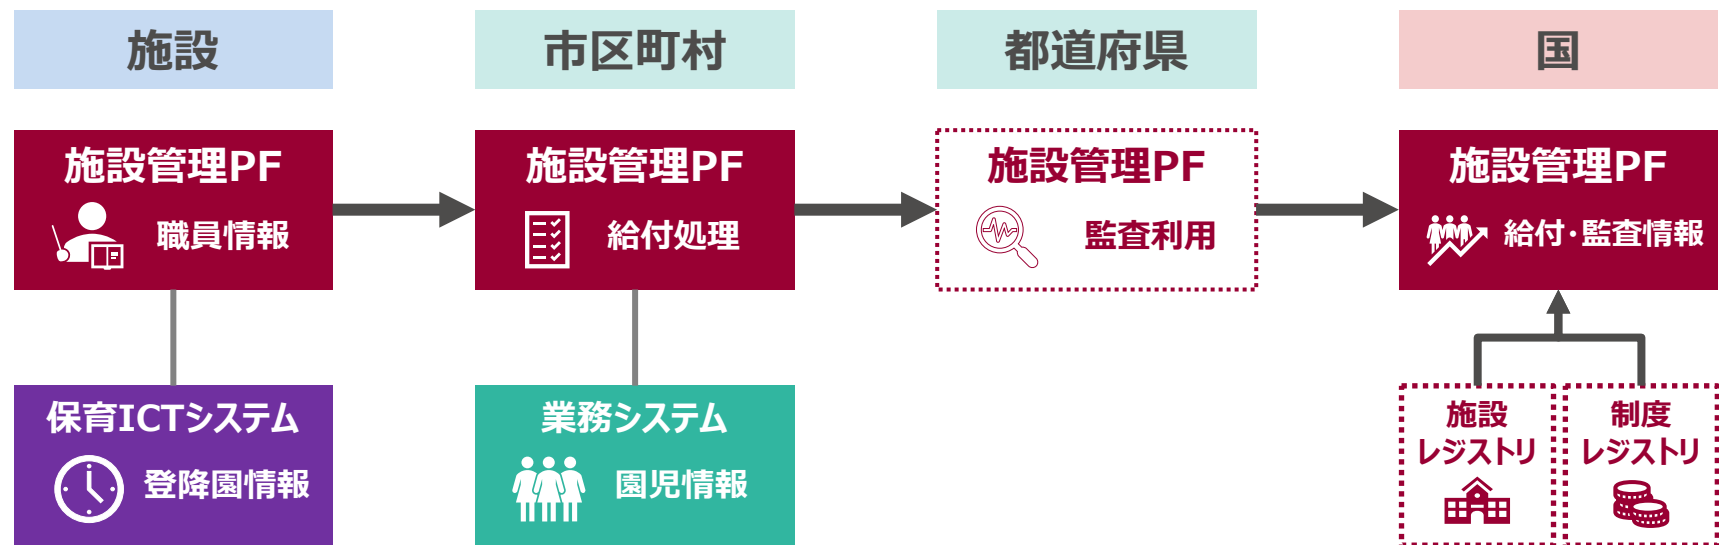 施設
市区町村
都道府県
国
施設管理PF
職員情報
施設管理PF
給付処理
施設管理PF
監査利用
施設管理PF
給付・監査情報
保育ICTシステム
登降園情報
業務システム
園児情報
施設
レジストリ
制度
レジストリ